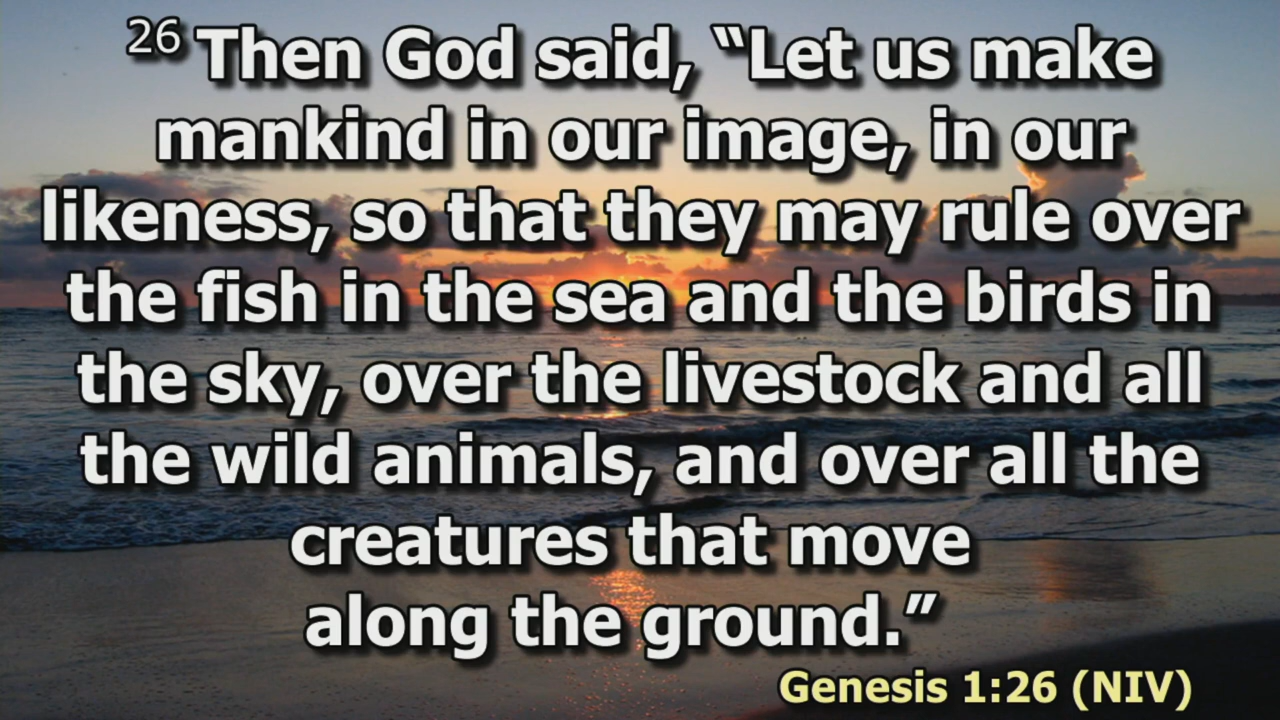 26 Then God said, “Let us make
mankind in our image, in our
likeness, so that they may rule over
the fish in the sea and the birds in
the sky, over the livestock and all
the wild animals, and over all the
creatures that move
along the ground.”
Genesis 1:26 (NIV)